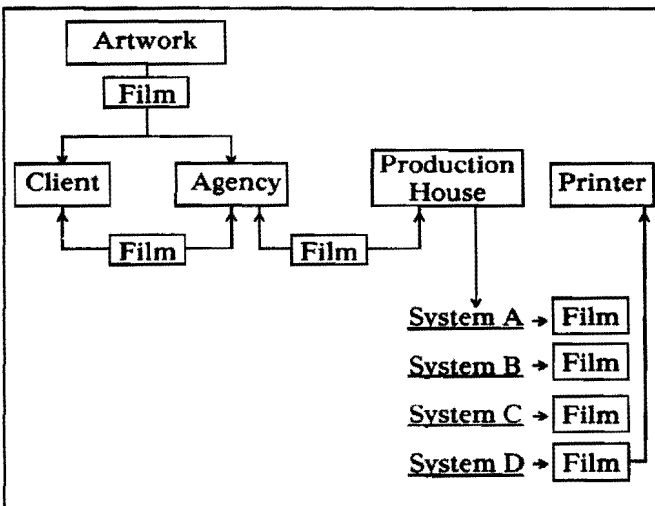 Artwork
Film
Client
Agency
Production
House
Printer
Film
Film
System A
Film
System B
Film
System C
Film
System D
Film